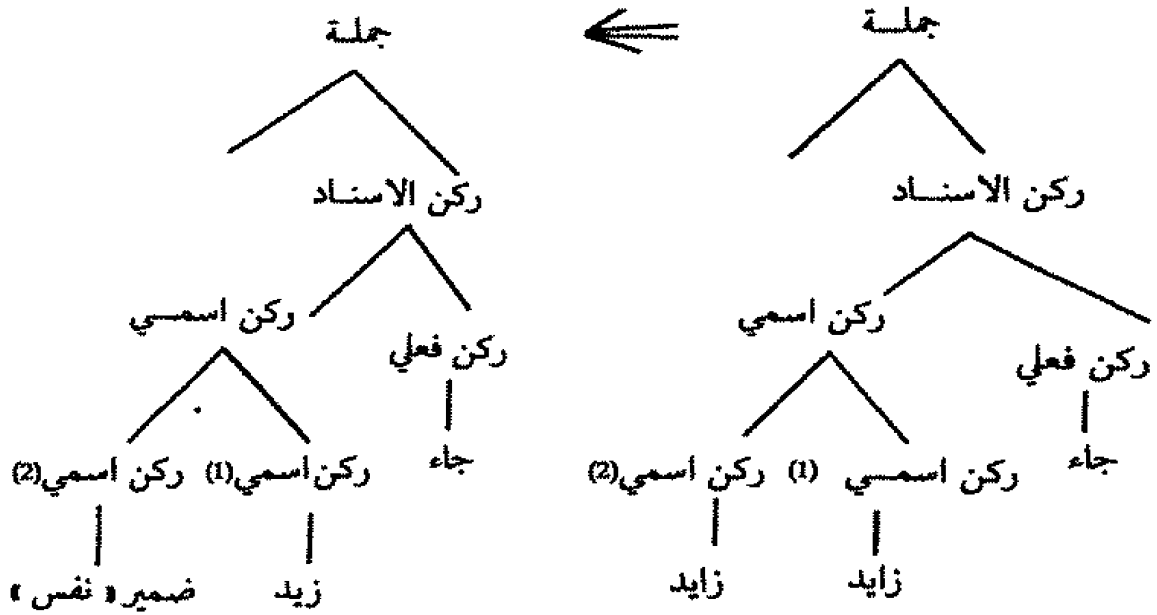 جملة
ركن الاسناد
ركن اسمي
ركن فعلي
جاء
ركن اسمي (1)
ركن اسمي (2)
زايد
زايد
جملة
ركن الاسناد
ركن اسمي
ركن فعلي
جاء
ركن اسمي (1)
ركن اسمي (2)
زيد
ضمير « نفس »